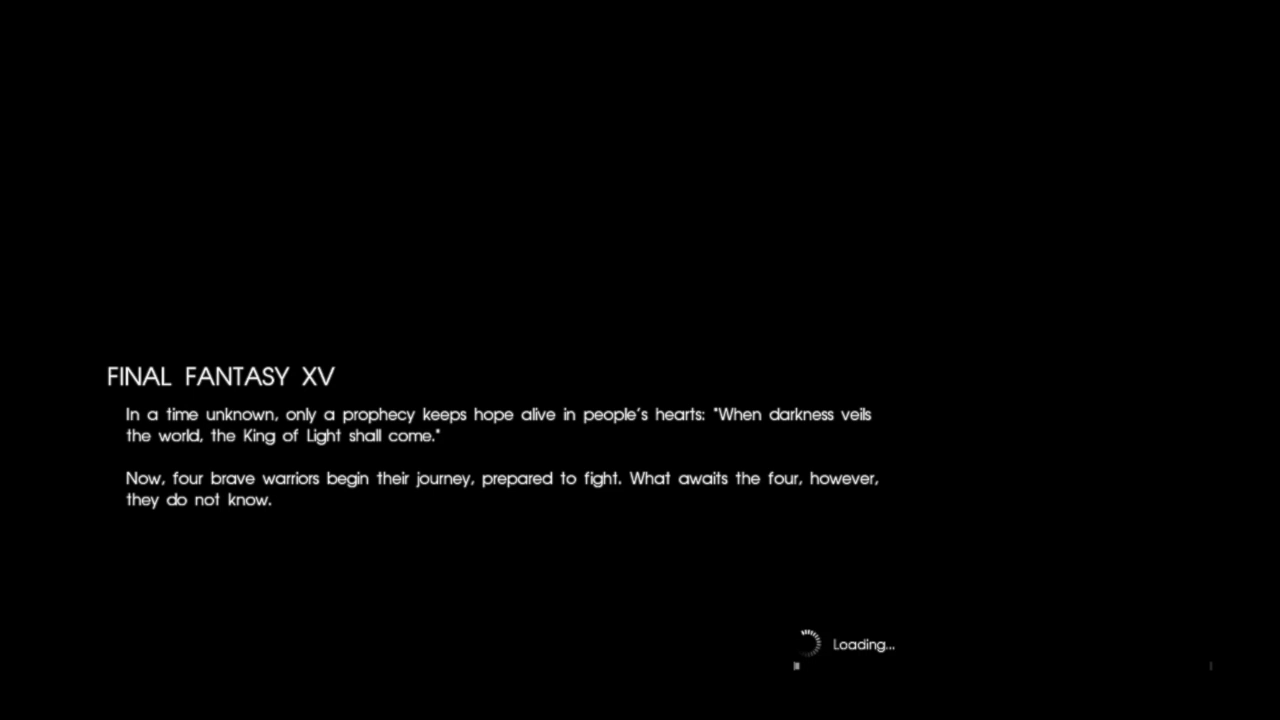 FINAL FANTASY XV
In a time unknown, only a prophecy keeps hope alive in people's hearts: "When darkness veils
the world, the King of Light shall come."
Now, four brave warriors begin their journey, prepared to fight. What awaits the four, however,
they do not know.
Loading...